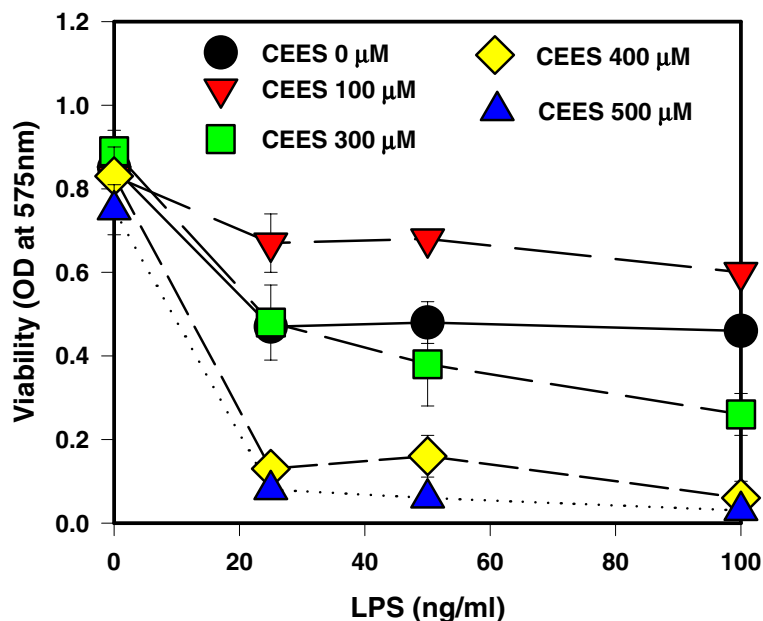 1.2
1.0
0.8
0.6
0.4
0.2
0.0
Viability (OD at 575nm)
CEES 0 μM
CEES 100 μM
CEES 300 μM
CEES 400 μM
CEES 500 μM
0 20 40 60 80 100
LPS (ng/ml)